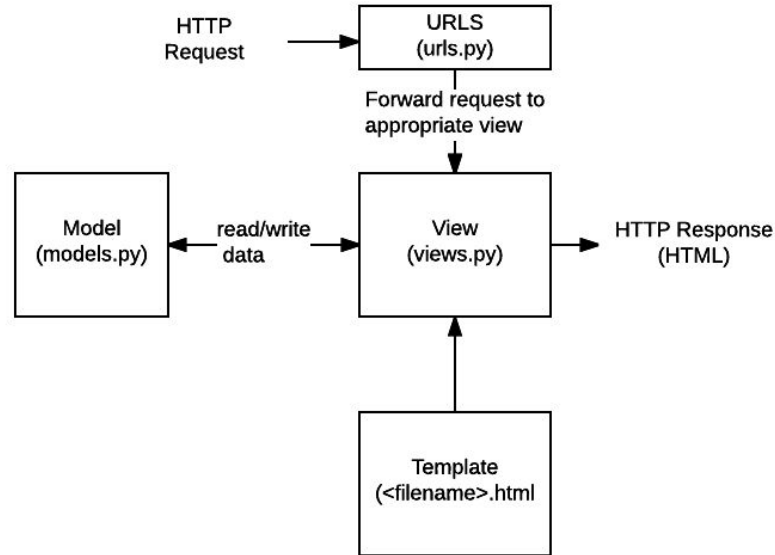 HTTP
Request
URLS
(urls.py)
Forward request to
appropriate view
Model
(models.py)
read/write
data
View
(views.py)
HTTP Response
(HTML)
Template
(<filename>.html